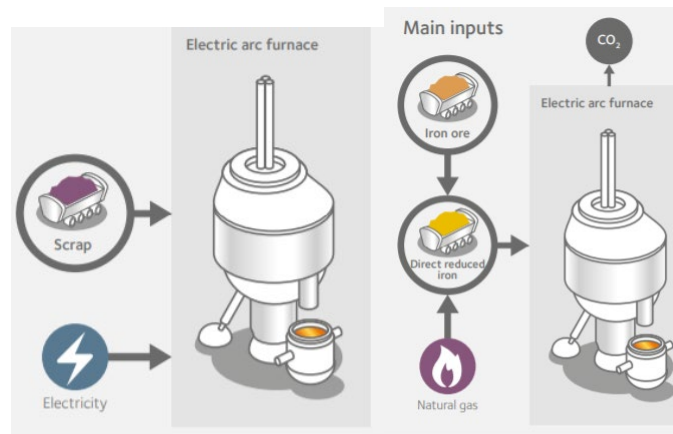 Electric arc furnace
Scrap
Electricity
Main inputs
CO₂
Iron ore
Electric arc furnace
Direct reduced
iron
Natural gas